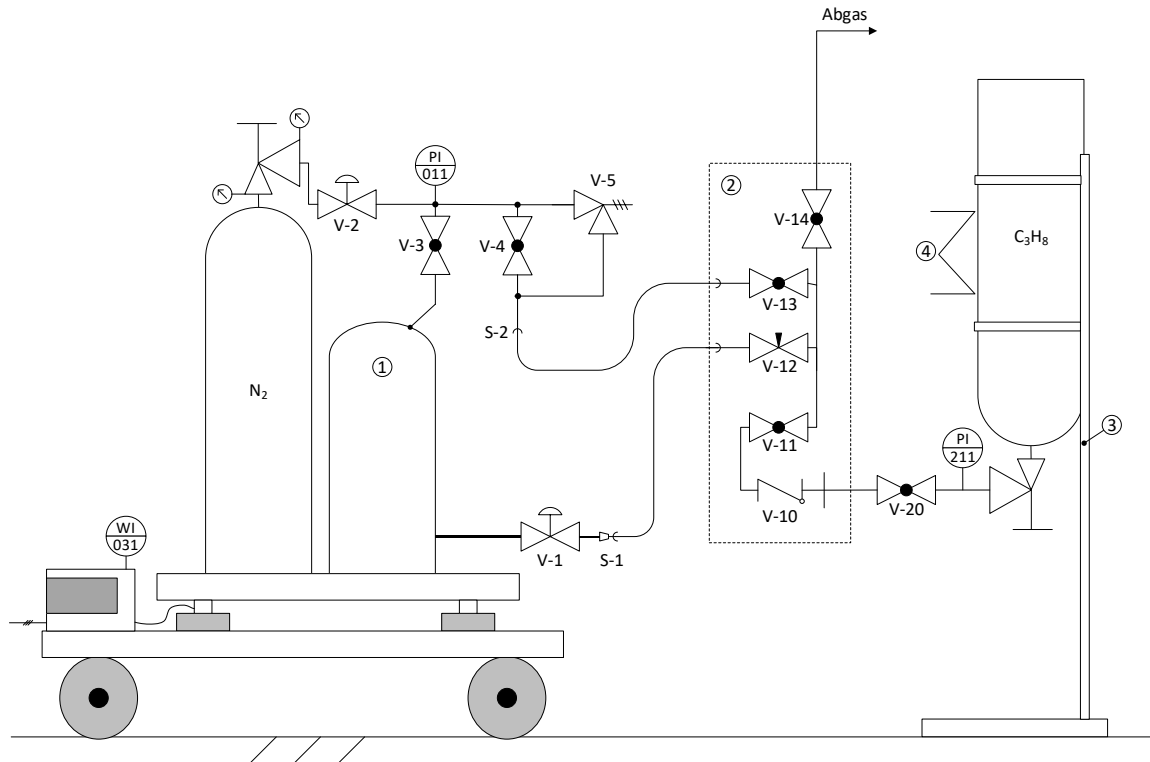 Abgas
PI
011
V-5
②
V-2
V-14
V-3
V-4
C₃H₈
④
V-13
S-2
①
V-12
N₂
③
V-11
PI
211
V-10
V-20
WI
031
V-1
S-1